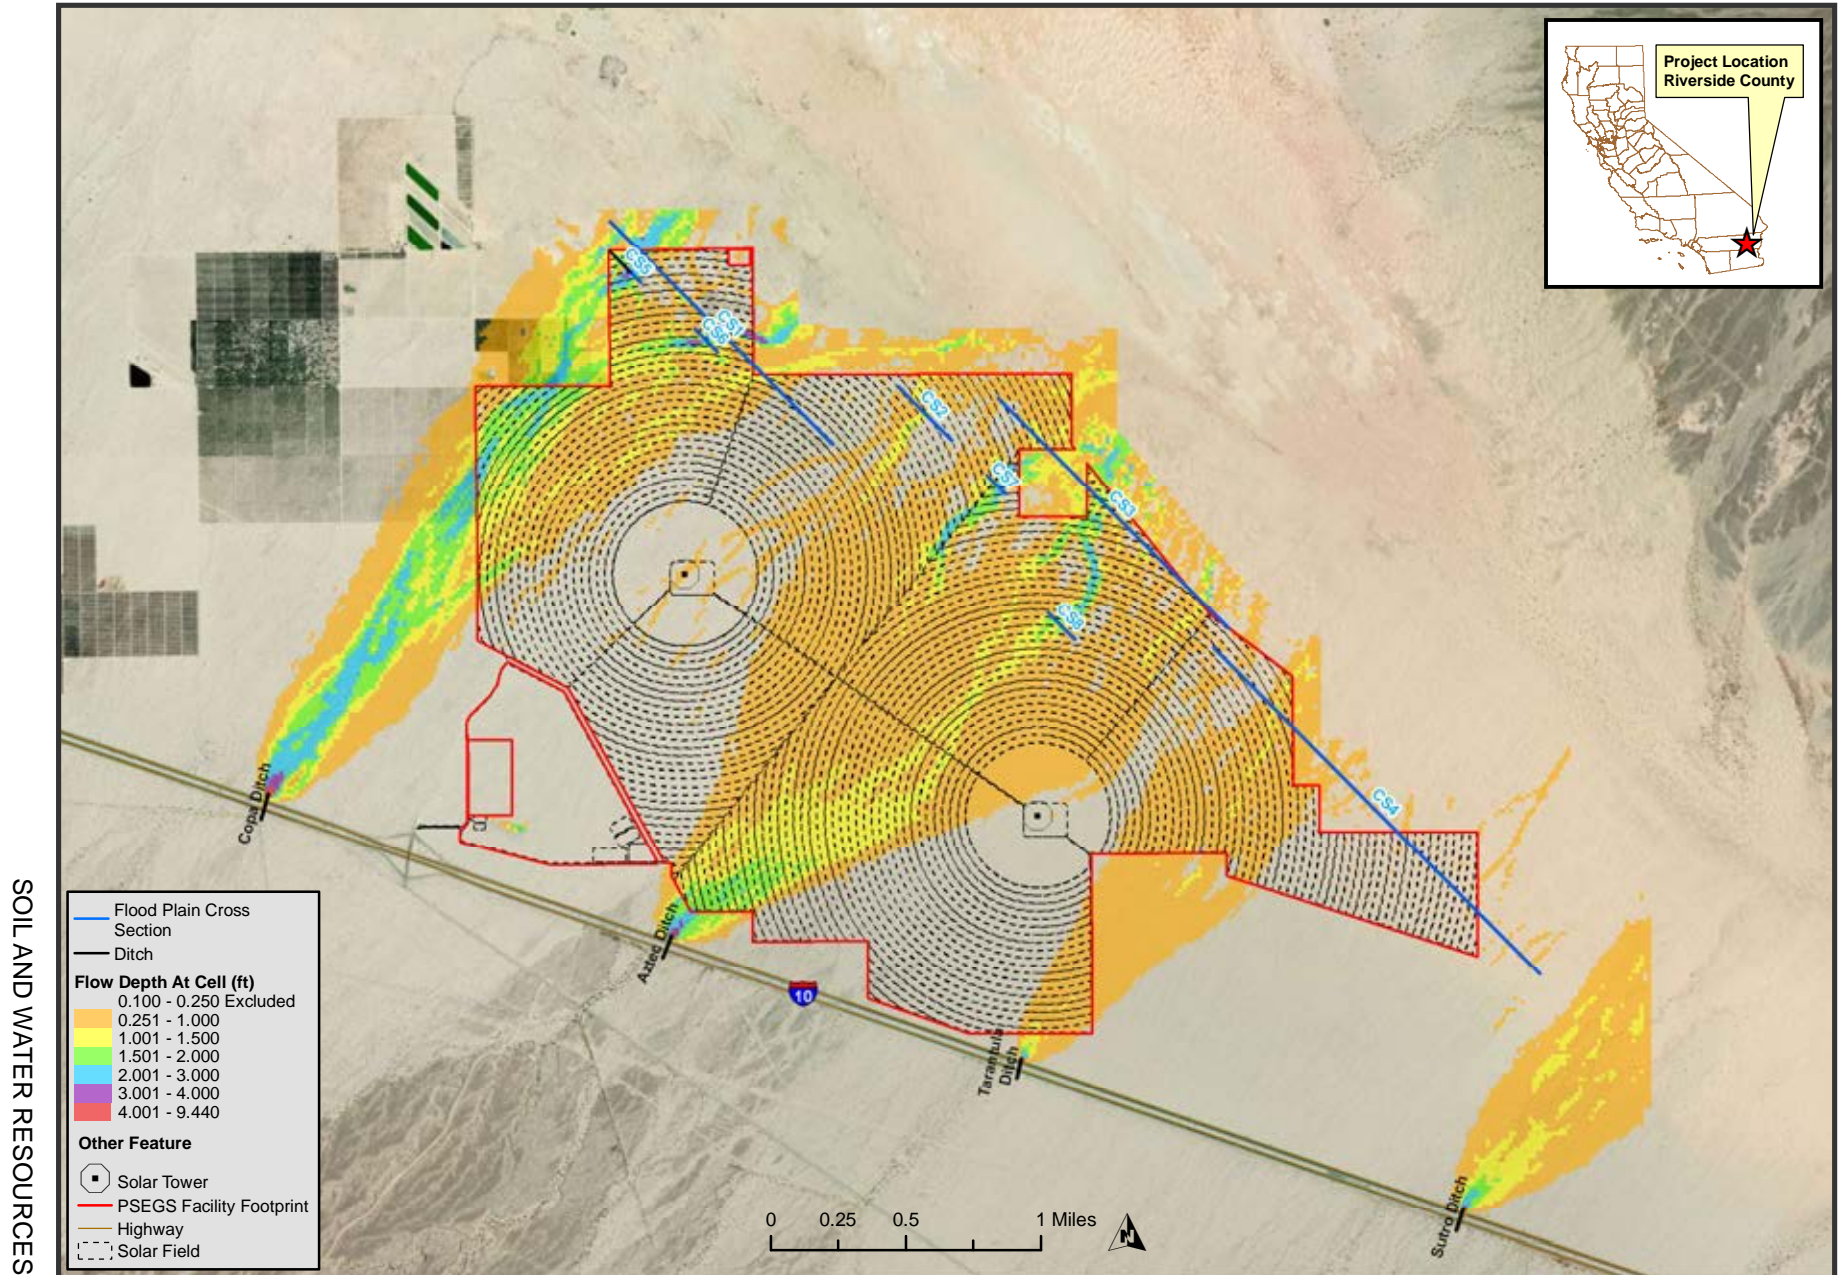 Project Location
Riverside County
CS5
CS1
CS6
CS2
CS7
CS3
CS8
CS4
Copa Ditch
Aztec Ditch
10
Tarantula
Ditch
Sutro Ditch
Flood Plain Cross
Section
Ditch
Flow Depth At Cell (ft)
0.100 - 0.250 Excluded
0.251 - 1.000
1.001 - 1.500
1.501 - 2.000
2.001 - 3.000
3.001 - 4.000
4.001 - 9.440
Other Feature
Solar Tower
PSEGS Facility Footprint
Highway
Solar Field
0 0.25 0.5 1 Miles
N
SOIL AND WATER RESOURCES